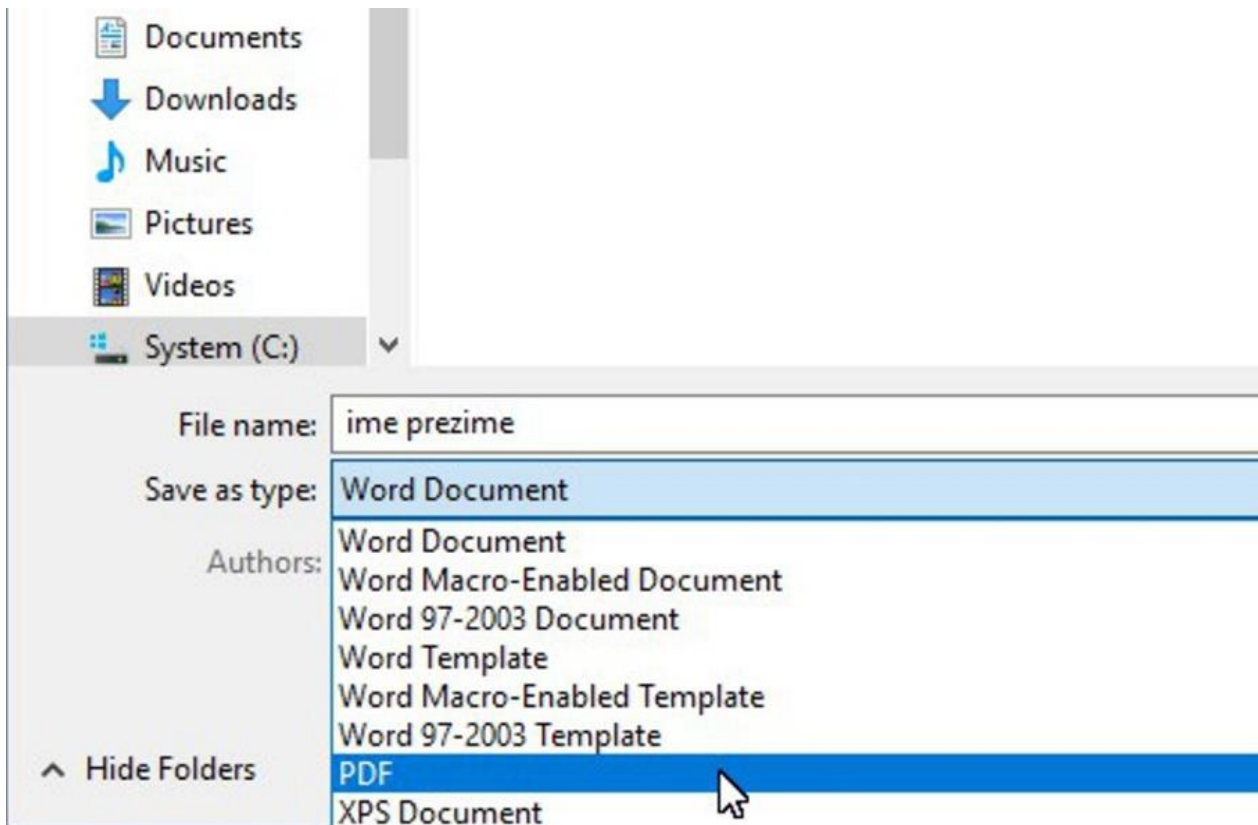 Documents
Downloads
Music
Pictures
Videos
System (C:)
File name: ime prezime
Save as type: Word Document
Authors:
Word Document
Word Macro-Enabled Document
Word 97-2003 Document
Word Template
Word Macro-Enabled Template
Word 97-2003 Template
Hide Folders
PDF
XPS Document